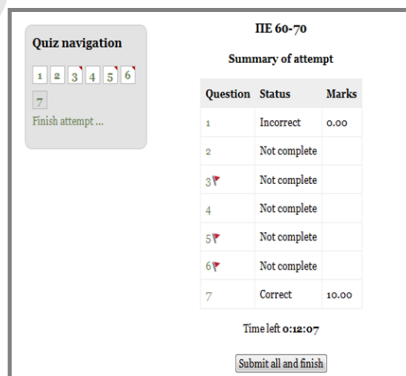 Quiz navigation
1 2 3 4 5 6
7
Finish attempt ...
ПЕ 60-70
Summary of attempt
Question Status Marks
1 Incorrect 0.00
2 Not complete
3 Not complete
4 Not complete
5 Not complete
6 Not complete
7 Correct 10.00
Time left 0:12:07
Submit all and finish